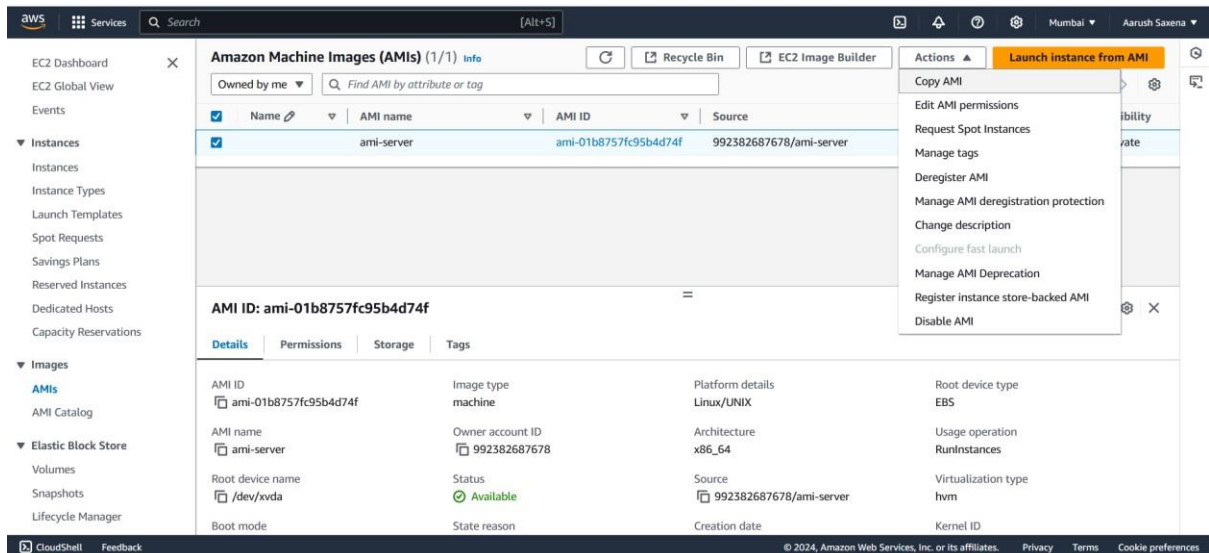 aws Services Search [Alt+S] Mumbai Aarush Saxena
EC2 Dashboard
EC2 Global View
Events
Instances
Instances
Instance Types
Launch Templates
Spot Requests
Savings Plans
Reserved Instances
Dedicated Hosts
Capacity Reservations
Images
AMIs
AMI Catalog
Elastic Block Store
Volumes
Snapshots
Lifecycle Manager
Amazon Machine Images (AMIs) (1/1) Info Recycle Bin EC2 Image Builder Actions Launch instance from AMI
Owned by me Find AMI by attribute or tag
Name AMI name AMI ID Source ibility
ami-server ami-01b8757fc95b4d74f 992382687678/ami-server vate
Copy AMI
Edit AMI permissions
Request Spot Instances
Manage tags
Deregister AMI
Manage AMI deregistration protection
Change description
Configure fast launch
Manage AMI Deprecation
Register instance store-backed AMI
Disable AMI
AMI ID: ami-01b8757fc95b4d74f
Details Permissions Storage Tags
AMI ID Image type Platform details Root device type
ami-01b8757fc95b4d74f machine Linux/UNIX EBS
AMI name Owner account ID Architecture Usage operation
ami-server 992382687678 x86_64 RunInstances
Root device name Status Source Virtualization type
/dev/xvda Available 992382687678/ami-server hvm
Boot mode State reason Creation date Kernel ID
CloudShell Feedback © 2024, Amazon Web Services, Inc. or its affiliates. Privacy Terms Cookie preferences